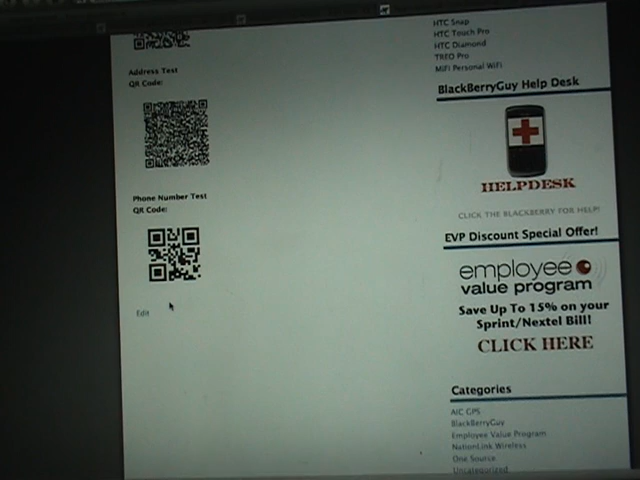 Address Test
QR Code:
Phone Number Test
QR Code:
Edit
HTC Snap
HTC Touch Pro
HTC Diamond
TREO Pro
MiFi Personal WiFi
BlackBerryGuy Help Desk
HELPDESK
CLICK THE BLACKBERRY FOR HELP!
EVP Discount Special Offer!
employee
value program
Save Up To 15% on your
Sprint/Nextel Bill!
CLICK HERE
Categories
AIC GPS
BlackBerryGuy
Employee Value Program
NationLink Wireless
One Source
Uncategorized